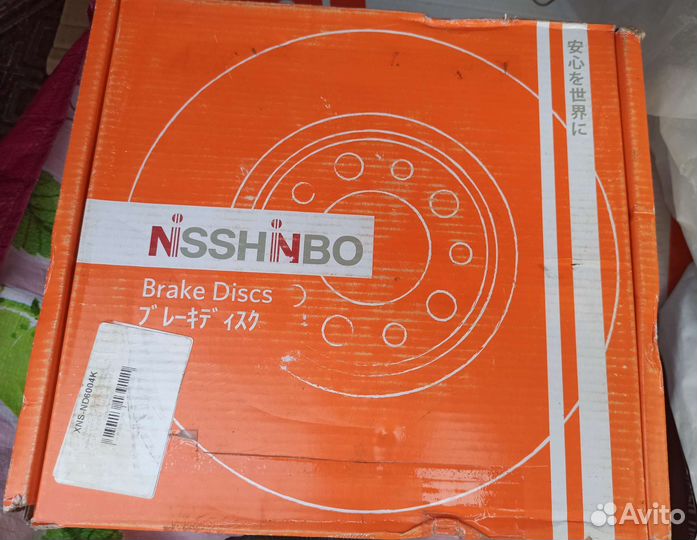 安心を世界に
NiSSHiNBO
Brake Discs
ブレーキディスク
XNS-ND6004K
Avito